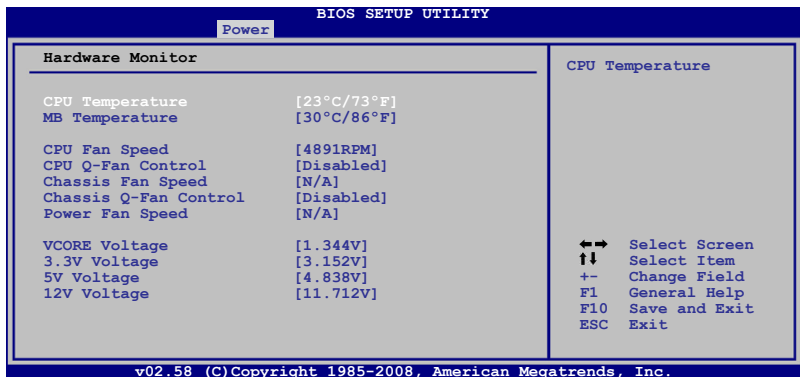 BIOS SETUP UTILITY
Power
Hardware Monitor
CPU Temperature [23°C/73°F]
MB Temperature [30°C/86°F]
CPU Fan Speed [4891RPM]
CPU Q-Fan Control [Disabled]
Chassis Fan Speed [N/A]
Chassis Q-Fan Control [Disabled]
Power Fan Speed [N/A]
VCORE Voltage [1.344V]
3.3V Voltage [3.152V]
5V Voltage [4.838V]
12V Voltage [11.712V]
CPU Temperature
←→ Select Screen
↑↓ Select Item
+- Change Field
F1 General Help
F10 Save and Exit
ESC Exit
v02.58 (C)Copyright 1985-2008, American Megatrends, Inc.